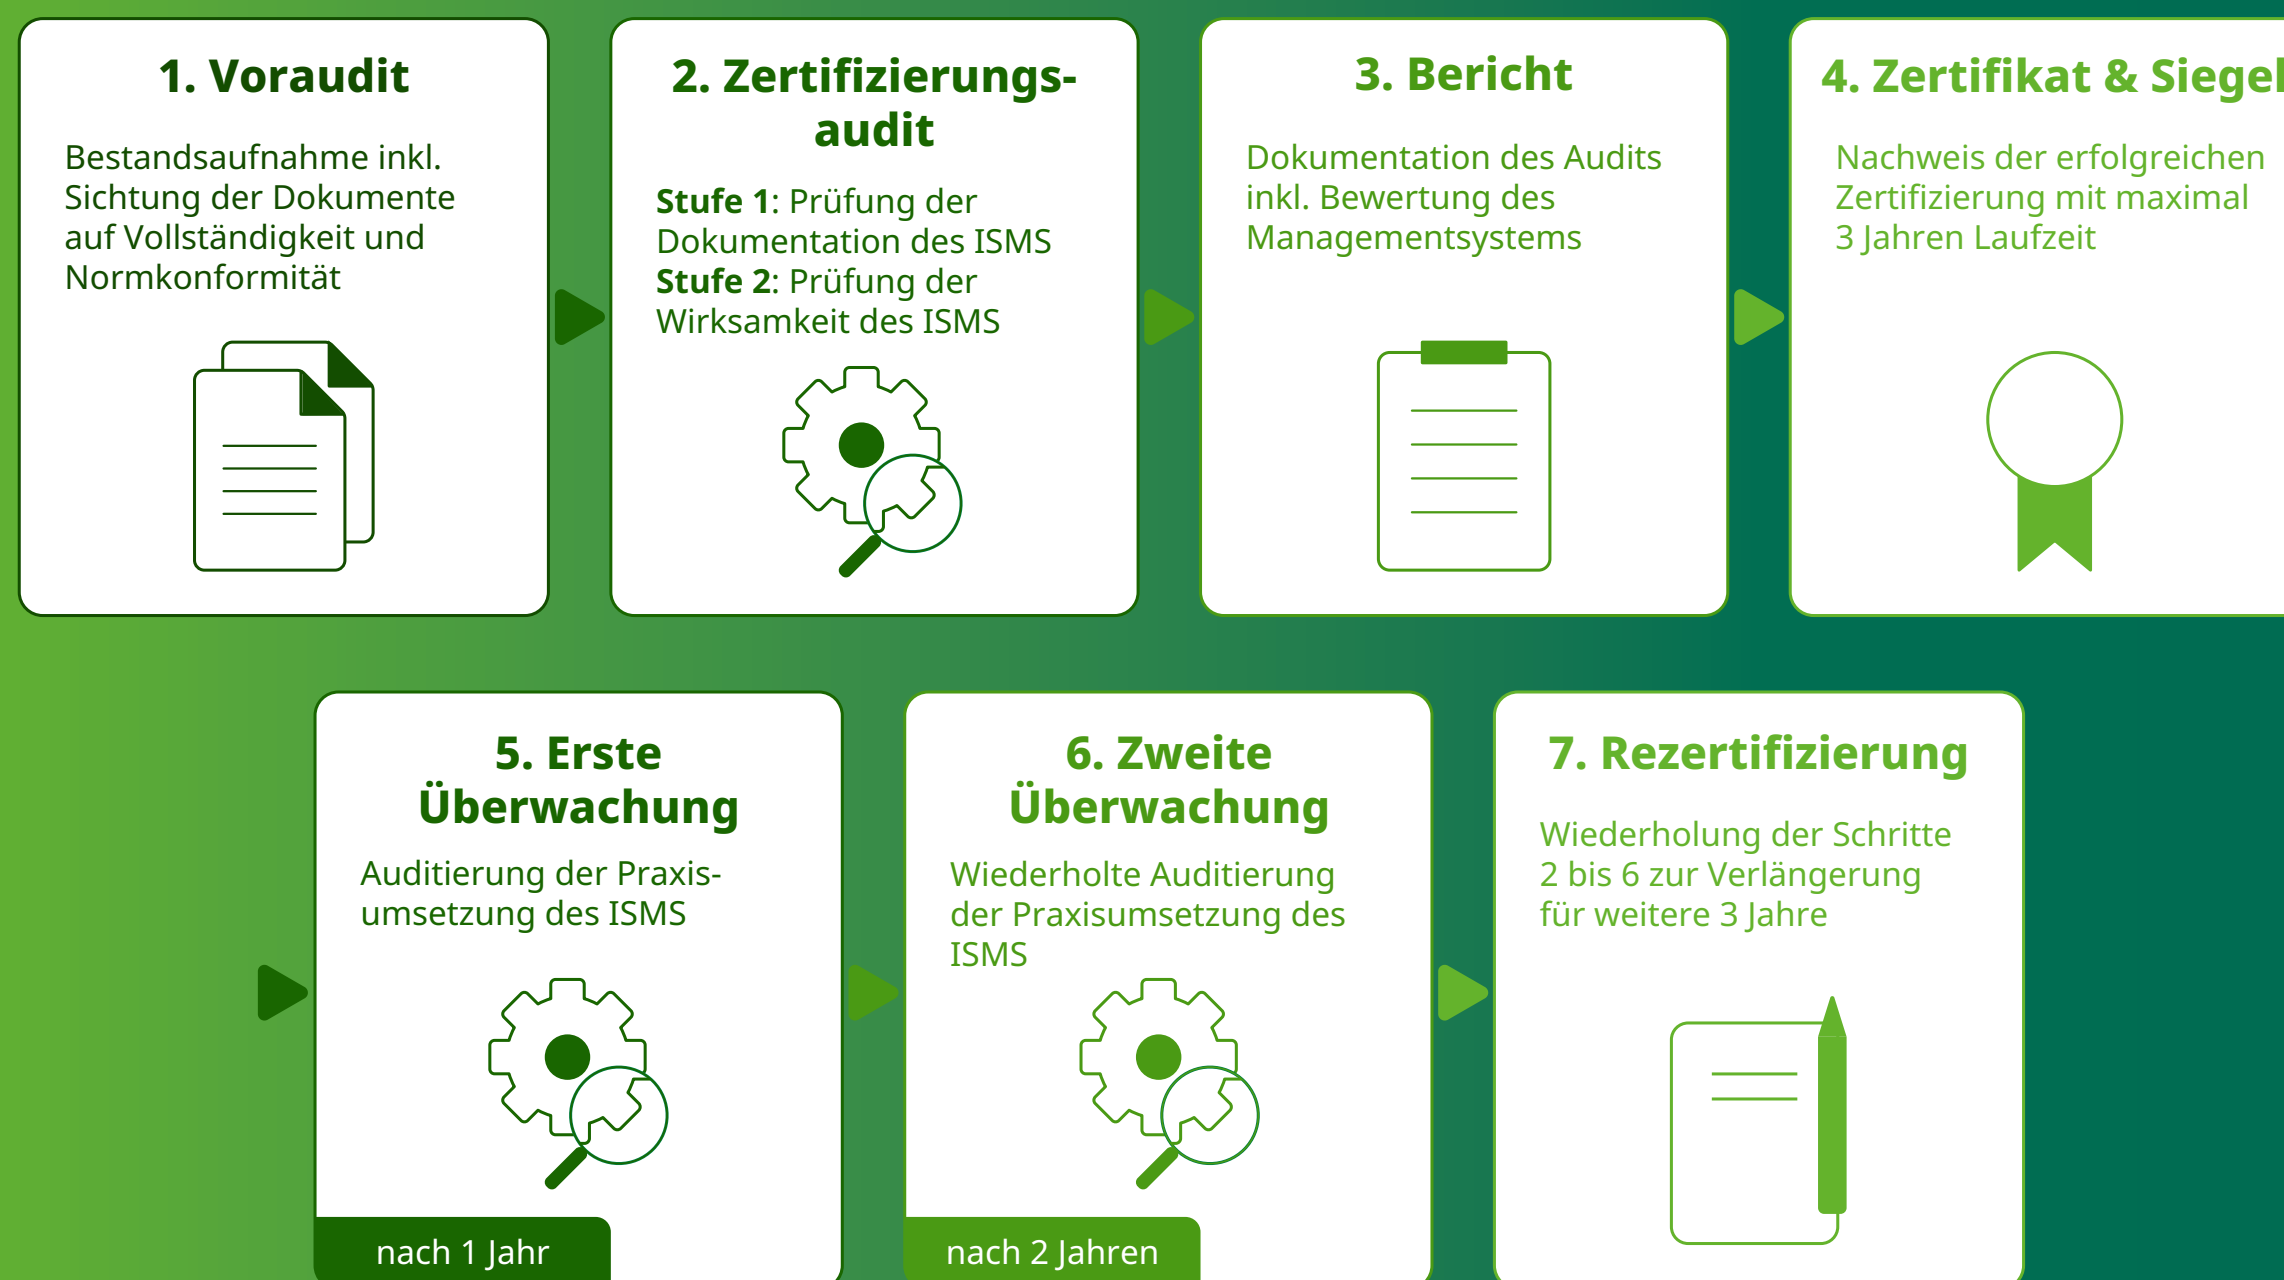 1. Voraudit
Bestandsaufnahme inkl.
Sichtung der Dokumente
auf Vollständigkeit und
Normkonformität
2. Zertifizierungs-
audit
Stufe 1: Prüfung der
Dokumentation des ISMS
Stufe 2: Prüfung der
Wirksamkeit des ISMS
3. Bericht
Dokumentation des Audits
inkl. Bewertung des
Managementsystems
4. Zertifikat & Siegel
Nachweis der erfolgreichen
Zertifizierung mit maximal
3 Jahren Laufzeit
5. Erste
Überwachung
Auditierung der Praxis-
umsetzung des ISMS
nach 1 Jahr
6. Zweite
Überwachung
Wiederholte Auditierung
der Praxisumsetzung des
ISMS
nach 2 Jahren
7. Rezertifizierung
Wiederholung der Schritte
2 bis 6 zur Verlängerung
für weitere 3 Jahre